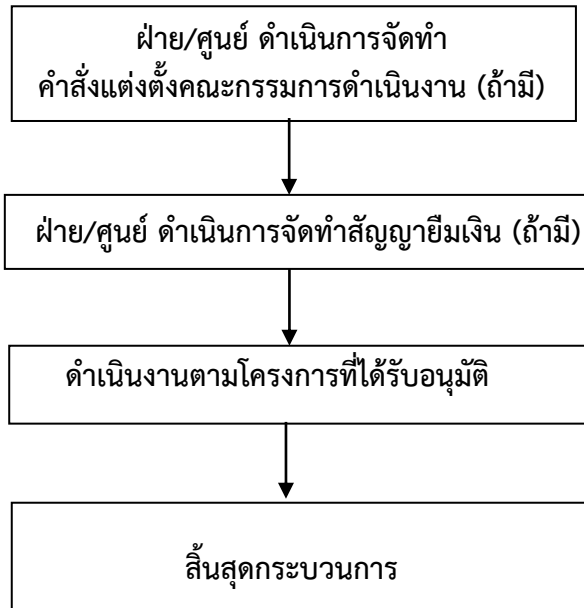 ฝ่าย/ศูนย์ ดำเนินการจัดทำ
คำสั่งแต่งตั้งคณะกรรมการดำเนินงาน (ถ้ามี)
ฝ่าย/ศูนย์ ดำเนินการจัดทำสัญญายืมเงิน (ถ้ามี)
ดำเนินงานตามโครงการที่ได้รับอนุมัติ
สิ้นสุดกระบวนการ